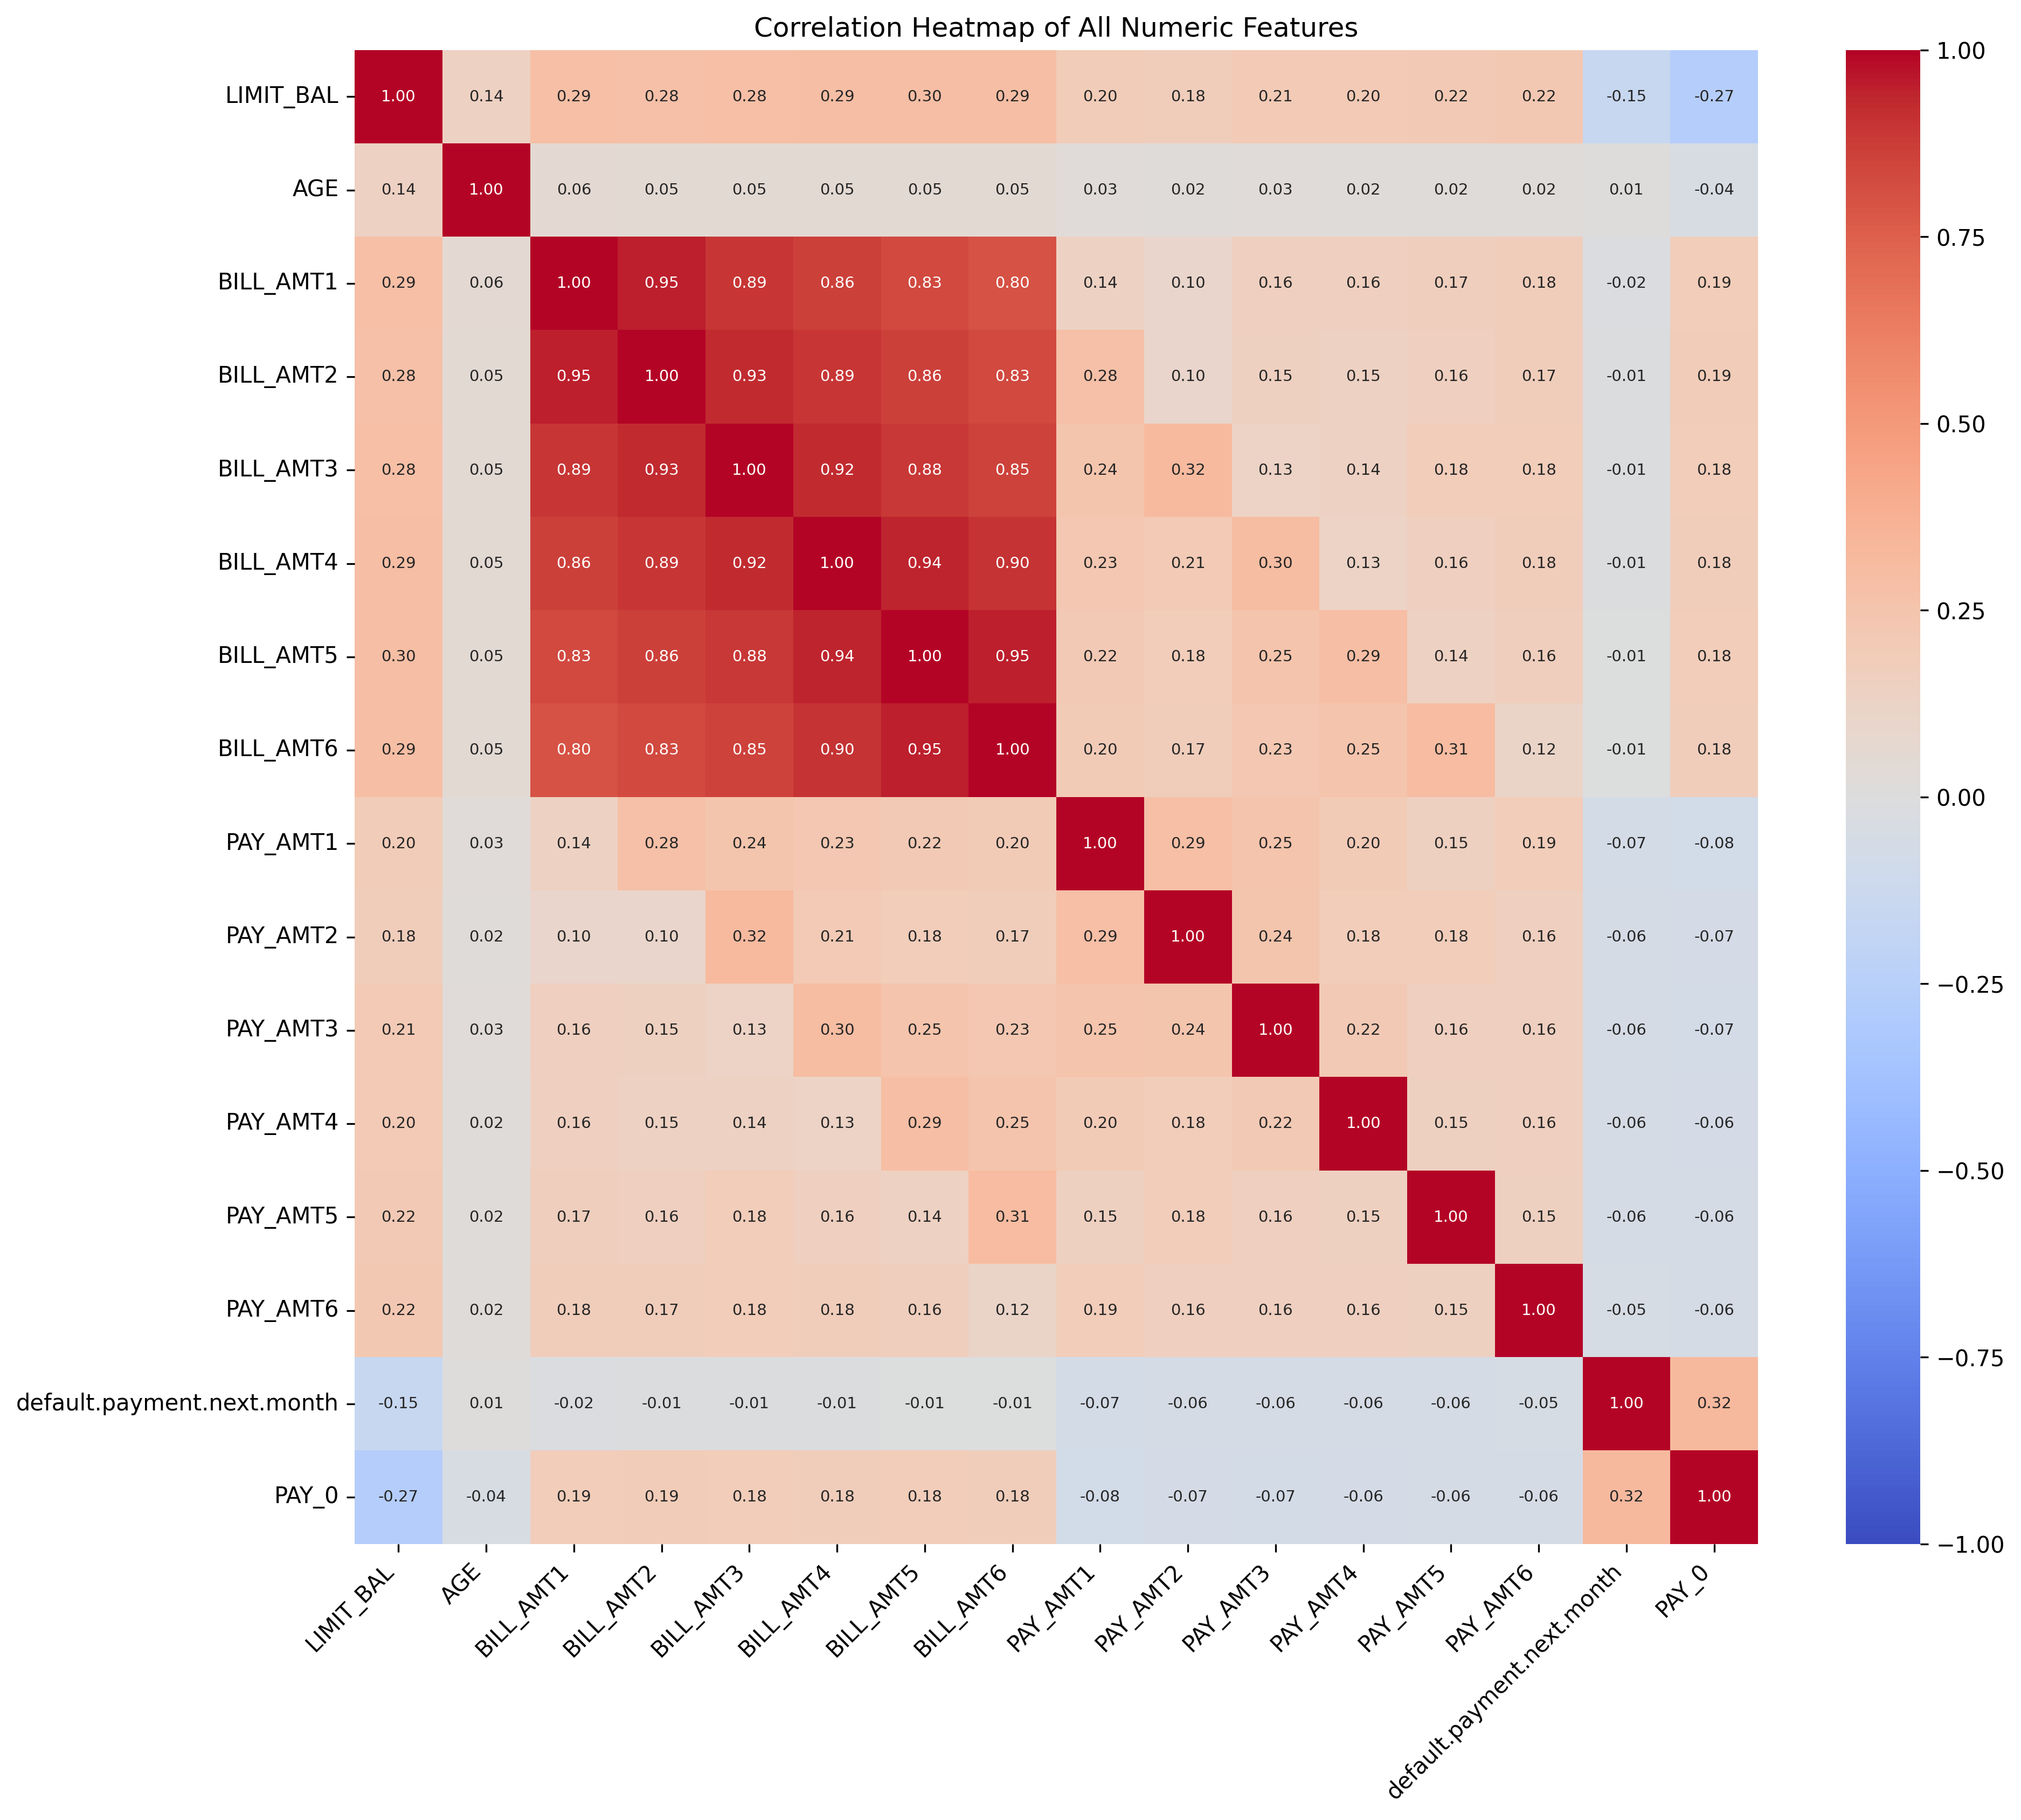 Correlation Heatmap of All Numeric Features
LIMIT_BAL 1.00 0.14 0.29 0.28 0.28 0.29 0.30 0.29 0.20 0.18 0.21 0.20 0.22 0.22 -0.15 -0.27
AGE 0.14 1.00 0.06 0.05 0.05 0.05 0.05 0.05 0.03 0.02 0.03 0.02 0.02 0.02 0.01 -0.04
BILL_AMT1 0.29 0.06 1.00 0.95 0.89 0.86 0.83 0.80 0.14 0.10 0.16 0.16 0.17 0.18 -0.02 0.19
BILL_AMT2 0.28 0.05 0.95 1.00 0.93 0.89 0.86 0.83 0.28 0.10 0.15 0.15 0.16 0.17 -0.01 0.19
BILL_AMT3 0.28 0.05 0.89 0.93 1.00 0.92 0.88 0.85 0.24 0.32 0.13 0.14 0.18 0.18 -0.01 0.18
BILL_AMT4 0.29 0.05 0.86 0.89 0.92 1.00 0.94 0.90 0.23 0.21 0.30 0.13 0.16 0.18 -0.01 0.18
BILL_AMT5 0.30 0.05 0.83 0.86 0.88 0.94 1.00 0.95 0.22 0.18 0.25 0.29 0.14 0.16 -0.01 0.18
BILL_AMT6 0.29 0.05 0.80 0.83 0.85 0.90 0.95 1.00 0.20 0.17 0.23 0.25 0.31 0.12 -0.01 0.18
PAY_AMT1 0.20 0.03 0.14 0.28 0.24 0.23 0.22 0.20 1.00 0.29 0.25 0.20 0.15 0.19 -0.07 -0.08
PAY_AMT2 0.18 0.02 0.10 0.10 0.32 0.21 0.18 0.17 0.29 1.00 0.24 0.18 0.18 0.16 -0.06 -0.07
PAY_AMT3 0.21 0.03 0.16 0.15 0.13 0.30 0.25 0.23 0.25 0.24 1.00 0.22 0.16 0.16 -0.06 -0.07
PAY_AMT4 0.20 0.02 0.16 0.15 0.14 0.13 0.29 0.25 0.20 0.18 0.22 1.00 0.15 0.16 -0.06 -0.06
PAY_AMT5 0.22 0.02 0.17 0.16 0.18 0.16 0.14 0.31 0.15 0.18 0.16 0.15 1.00 0.15 -0.06 -0.06
PAY_AMT6 0.22 0.02 0.18 0.17 0.18 0.18 0.16 0.12 0.19 0.16 0.16 0.16 0.15 1.00 -0.05 -0.06
default.payment.next.month -0.15 0.01 -0.02 -0.01 -0.01 -0.01 -0.01 -0.01 -0.07 -0.06 -0.06 -0.06 -0.06 -0.05 1.00 0.32
PAY_0 -0.27 -0.04 0.19 0.19 0.18 0.18 0.18 0.18 -0.08 -0.07 -0.07 -0.06 -0.06 -0.06 0.32 1.00
LIMIT_BAL AGE BILL_AMT1 BILL_AMT2 BILL_AMT3 BILL_AMT4 BILL_AMT5 BILL_AMT6 PAY_AMT1 PAY_AMT2 PAY_AMT3 PAY_AMT4 PAY_AMT5 PAY_AMT6 default.payment.next.month PAY_0
1.00
0.75
0.50
0.25
0.00
−0.25
−0.50
−0.75
−1.00